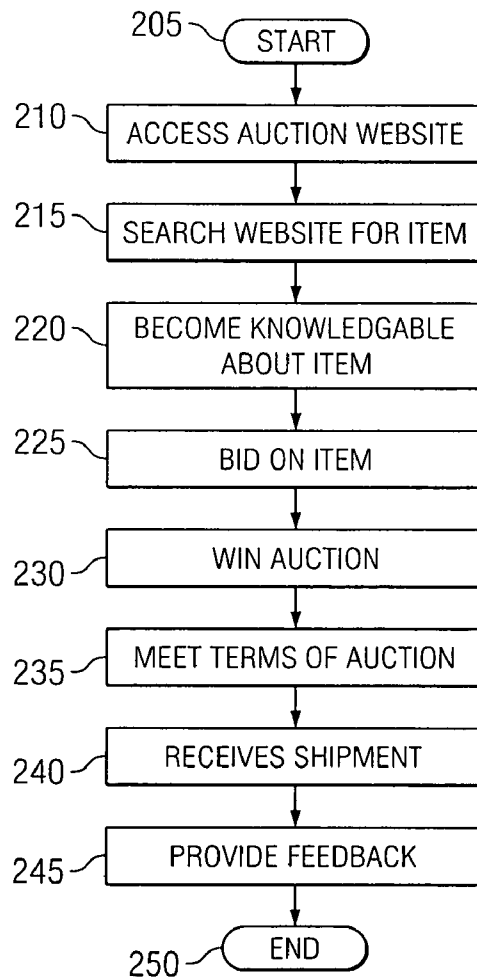 205
START
210
ACCESS AUCTION WEBSITE
215
SEARCH WEBSITE FOR ITEM
220
BECOME KNOWLEDGABLE
ABOUT ITEM
225
BID ON ITEM
230
WIN AUCTION
235
MEET TERMS OF AUCTION
240
RECEIVES SHIPMENT
245
PROVIDE FEEDBACK
250
END